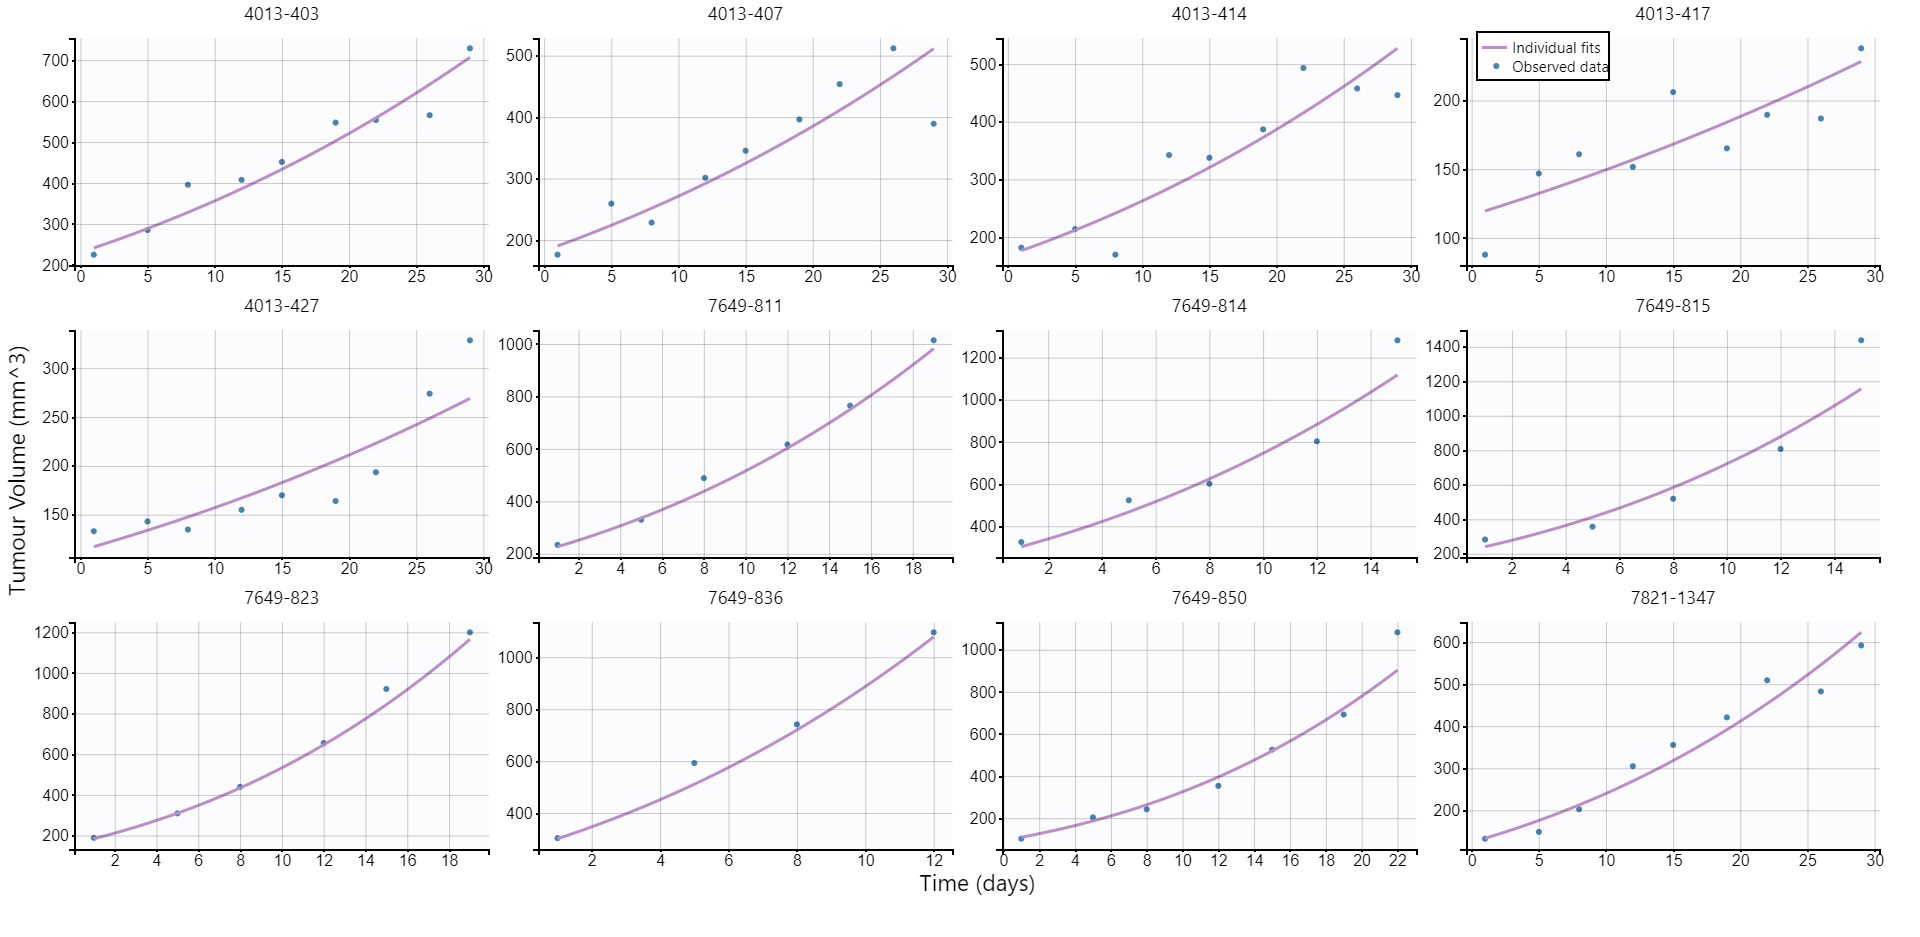 4013-403 4013-407 4013-414 4013-417
700 600 500 400 300 200
0 5 10 15 20 25 30
500 400 300 200
0 5 10 15 20 25 30
500 400 300 200
0 5 10 15 20 25 30
Individual fits
Observed data
200 150 100
0 5 10 15 20 25 30
4013-427 7649-811 7649-814 7649-815
300 250 200 150
0 5 10 15 20 25 30
1000 800 600 400 200
2 4 6 8 10 12 14 16 18
1200 1000 800 600 400
2 4 6 8 10 12 14
1400 1200 1000 800 600 400 200
2 4 6 8 10 12 14
Tumour Volume (mm^3)
7649-823 7649-836 7649-850 7821-1347
1200 1000 800 600 400 200
2 4 6 8 10 12 14 16 18
1000 800 600 400
2 4 6 8 10 12
1000 800 600 400 200
0 2 4 6 8 10 12 14 16 18 20 22
600 500 400 300 200
0 5 10 15 20 25 30
Time (days)